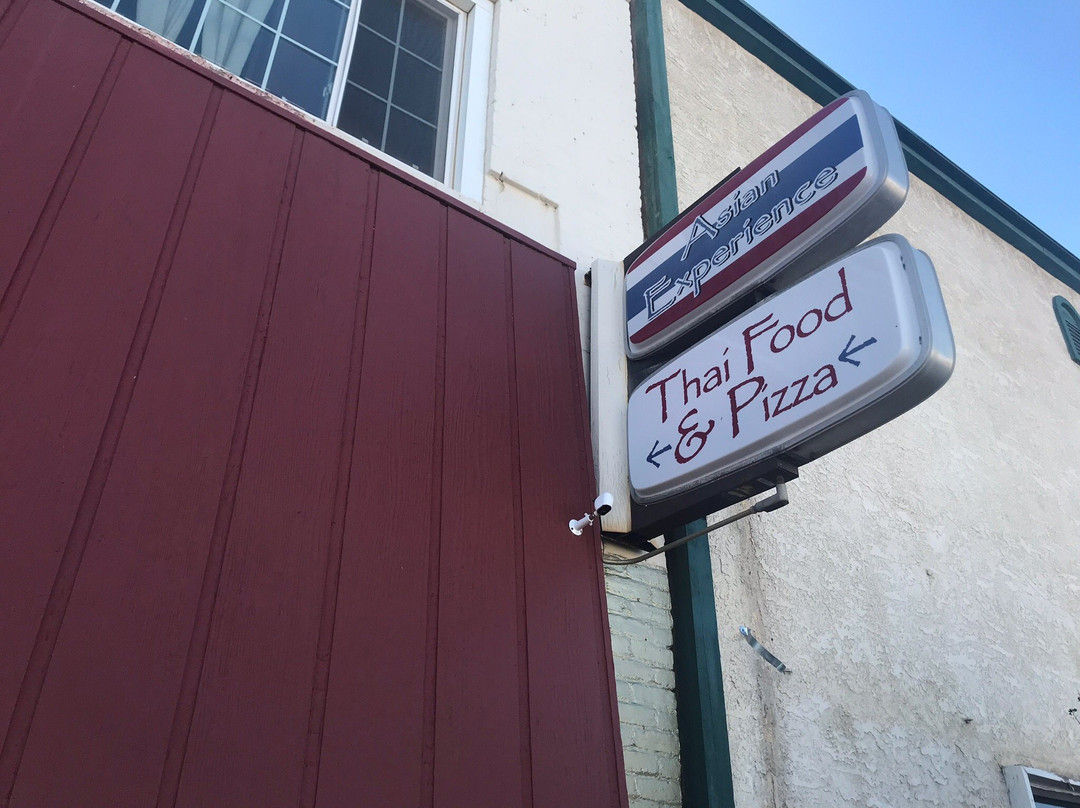 Asian
Experience
Thai Food
& Pizza